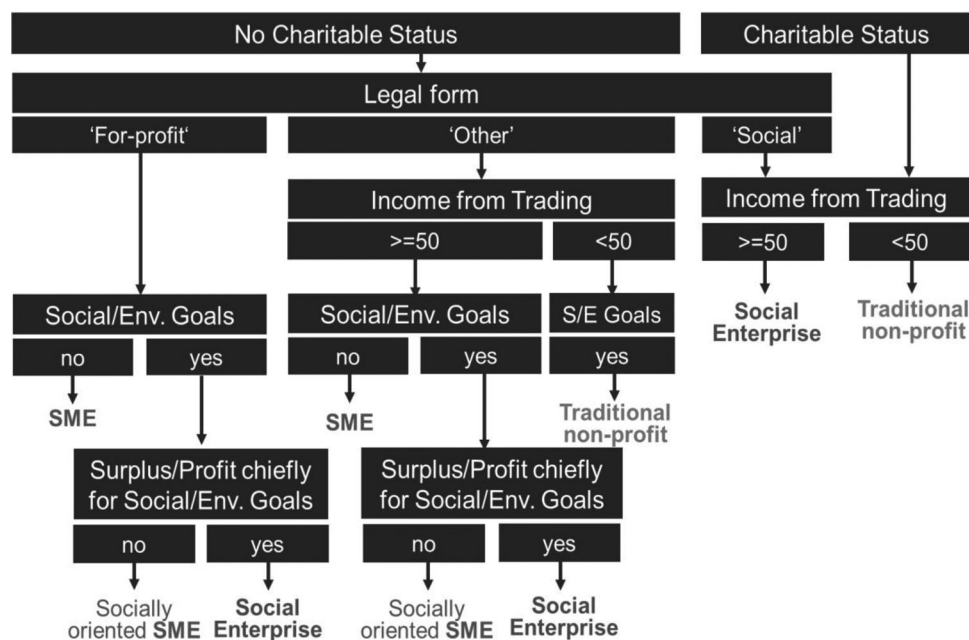 No Charitable Status
Charitable Status
Legal form
‘For-profit‘
‘Other’
‘Social’
Income from Trading
Income from Trading
>=50
<50
>=50
<50
Social/Env. Goals
Social/Env. Goals
S/E Goals
Social
Enterprise
Traditional
non-profit
no
yes
no
yes
yes
SME
SME
Traditional
non-profit
Surplus/Profit chiefly
for Social/Env. Goals
Surplus/Profit chiefly
for Social/Env. Goals
no
yes
no
yes
Socially
oriented SME
Social
Enterprise
Socially
oriented SME
Social
Enterprise